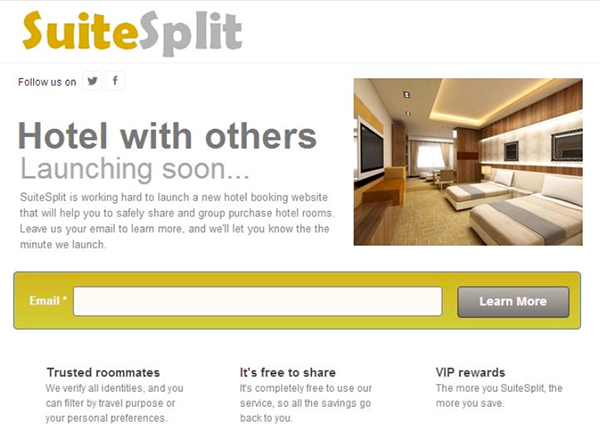 SuiteSplit
Follow us on
Hotel with others
Launching soon...
SuiteSplit is working hard to launch a new hotel booking website
that will help you to safely share and group purchase hotel rooms.
Leave us your email to learn more, and we'll let you know the the
minute we launch.
Email *
Learn More
Trusted roommates
We verify all identities, and you
can filter by travel purpose or
your personal preferences.
It's free to share
It's completely free to use our
service, so all the savings go
back to you.
VIP rewards
The more you SuiteSplit, the
more you save.